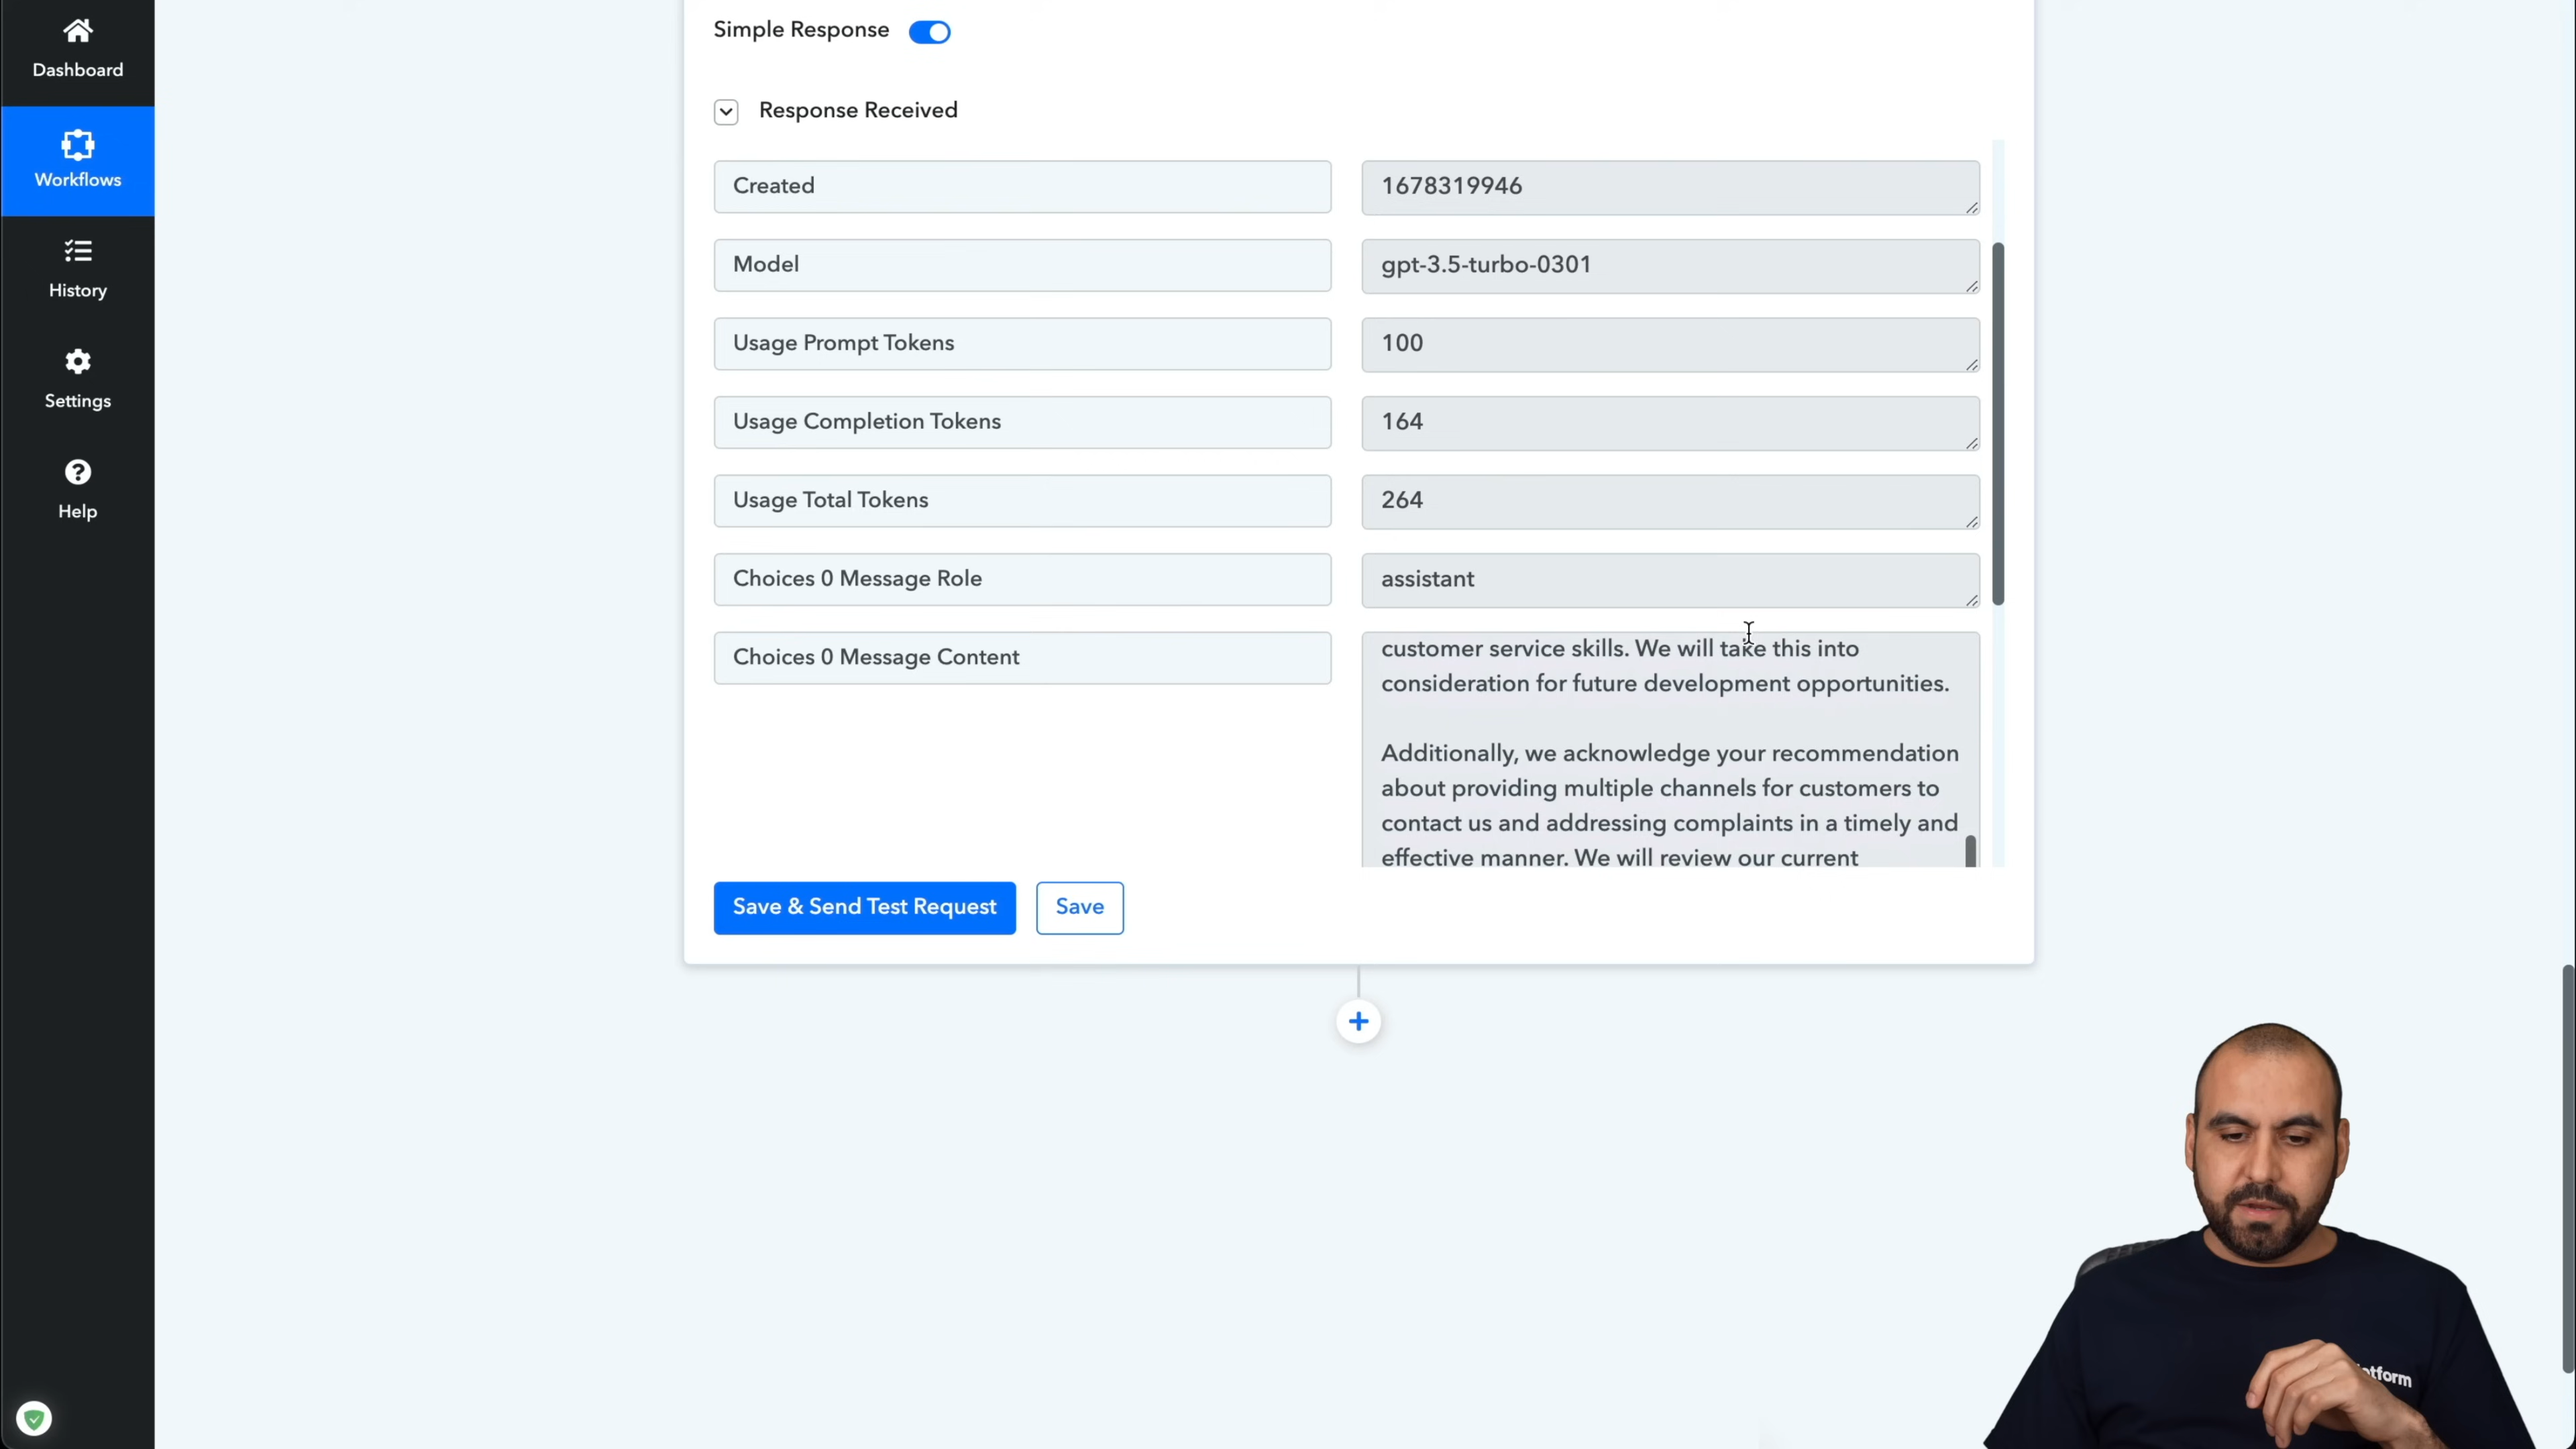 Dashboard
Workflows
History
Settings
Help
Simple Response
Response Received
Created
1678319946
Model
gpt-3.5-turbo-0301
Usage Prompt Tokens
100
Usage Completion Tokens
164
Usage Total Tokens
264
Choices 0 Message Role
assistant
Choices 0 Message Content
customer service skills. We will take this into
consideration for future development opportunities.
Additionally, we acknowledge your recommendation
about providing multiple channels for customers to
contact us and addressing complaints in a timely and
effective manner. We will review our current
Save & Send Test Request
Save